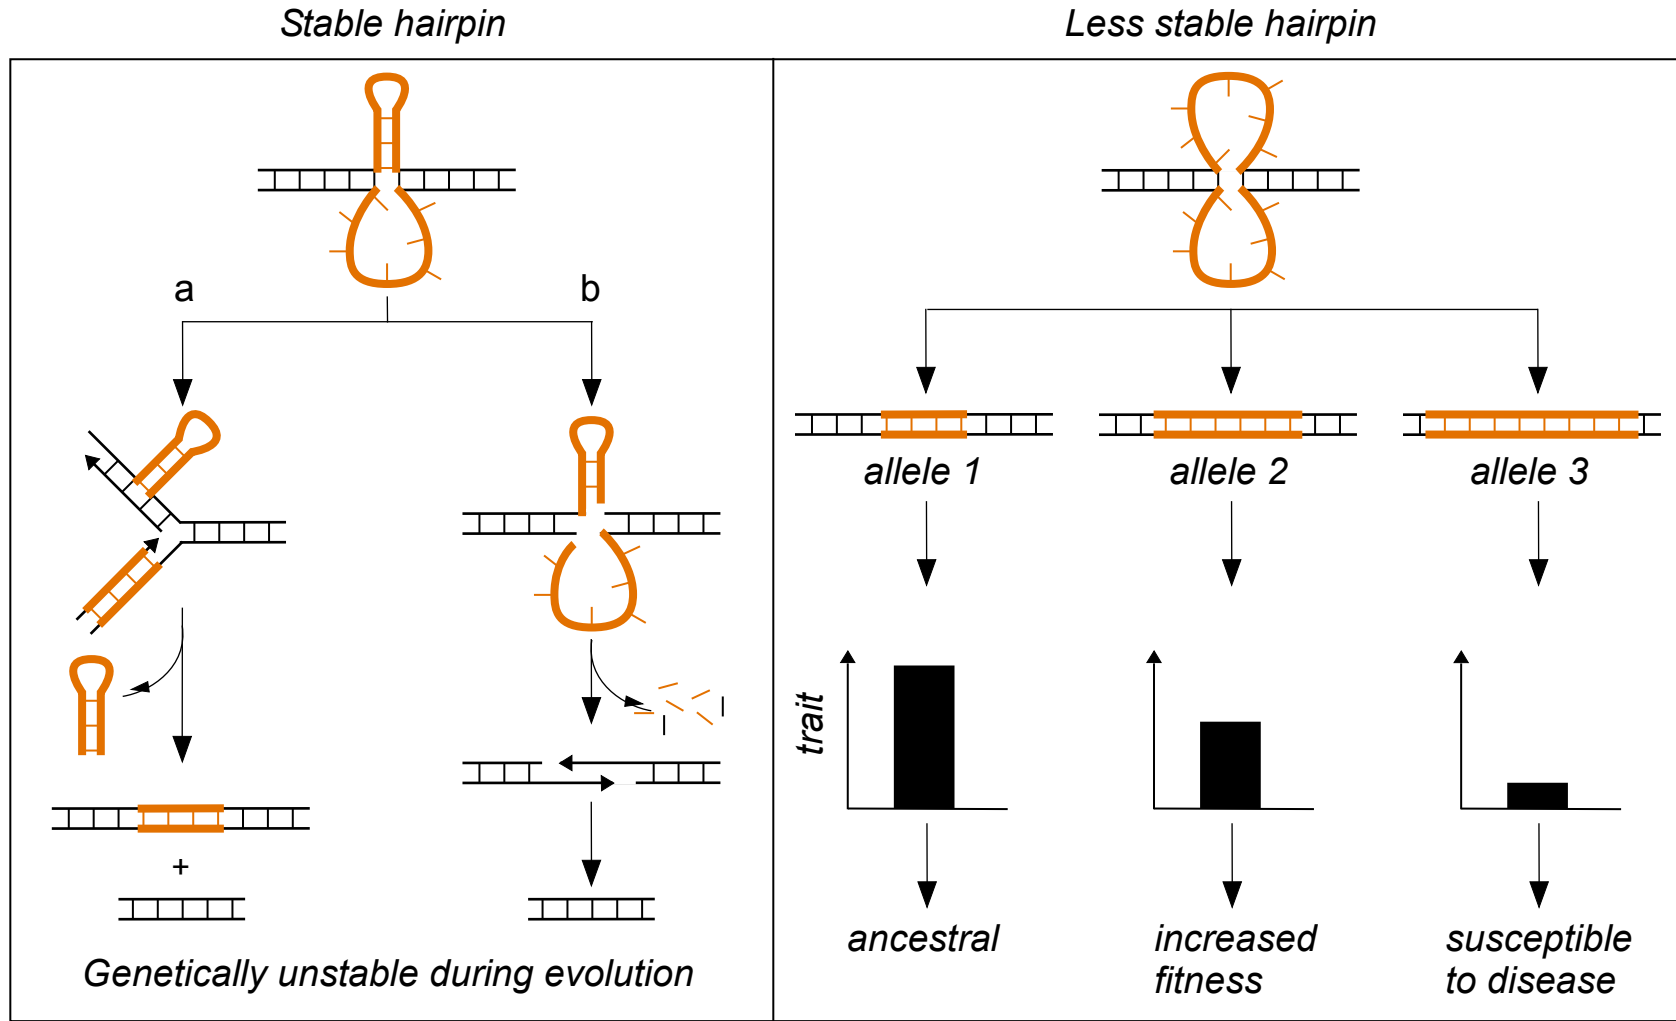 Stable hairpin
Less stable hairpin
a
b
allele 1
allele 2
allele 3
trait
+
ancestral
increased
fitness
susceptible
to disease
Genetically unstable during evolution